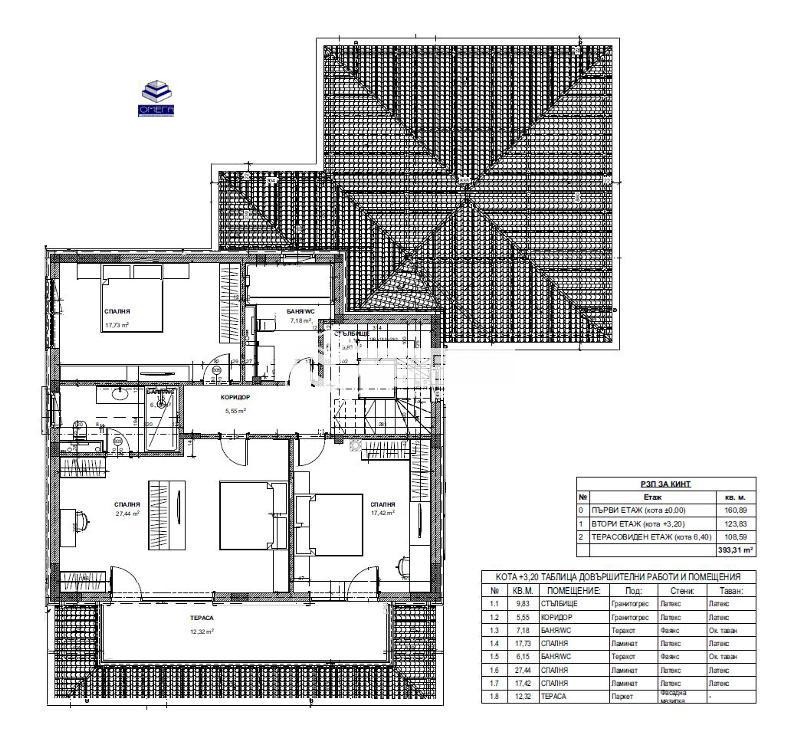 ОМЕГА
СПАЛНЯ
17,73 m²
БАНЯ/WC
7,18 m²
СТЪЛБИЩЕ
КОРИДОР
5,55 m²
СПАЛНЯ
27,44 m²
СПАЛНЯ
17,42 m²
ТЕРАСА
12,32 m²
РЗП ЗА КИНТ
№ Етаж кв. м.
0 ПЪРВИ ЕТАЖ (кота ±0,00) 160,89
1 ВТОРИ ЕТАЖ (кота +3,20) 123,83
2 ТЕРАСОВИДЕН ЕТАЖ (кота 6,40) 108,59
393,31 m²
КОТА +3,20 ТАБЛИЦА ДОВЪРШИТЕЛНИ РАБОТИ И ПОМЕЩЕНИЯ
№ КВ.М. ПОМЕЩЕНИЕ: Под: Стени: Таван:
1.1 9,83 СТЪЛБИЩЕ Гранитогрес Латекс Латекс
1.2 5,55 КОРИДОР Гранитогрес Латекс Латекс
1.3 7,18 БАНЯ/WC Теракот Фаянс Ок. таван
1.4 17,73 СПАЛНЯ Ламинат Латекс Латекс
1.5 6,15 БАНЯ/WC Теракот Фаянс Ок. таван
1.6 27,44 СПАЛНЯ Ламинат Латекс Латекс
1.7 17,42 СПАЛНЯ Ламинат Латекс Латекс
1.8 12,32 ТЕРАСА Паркет Фасадна мазилка -